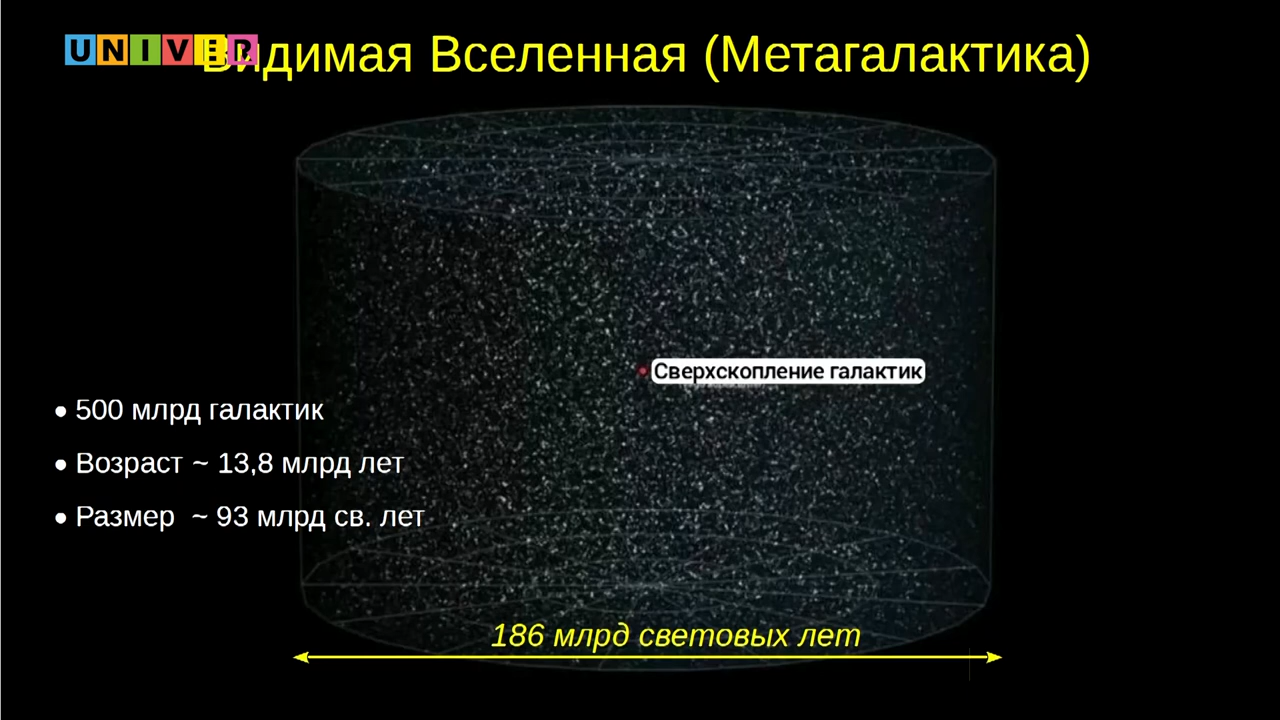 UNIVER
Видимая Вселенная (Метагалактика)
Сверхскопление галактик
• 500 млрд галактик
• Возраст ~ 13,8 млрд лет
• Размер ~ 93 млрд св. лет
186 млрд световых лет